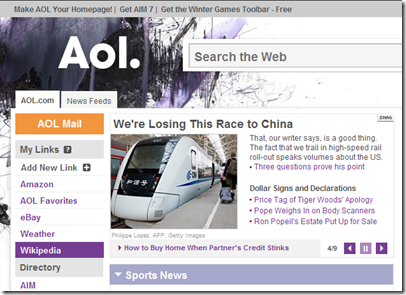 Make AOL Your Homepage! | Get AIM 7 | Get the Winter Games Toolbar - Free
Aol.
Search the Web
AOL.com
News Feeds
AOL Mail
My Links ?
Add New Link +
Amazon
AOL Favorites
eBay
Weather
Wikipedia
Directory
AIM
We're Losing This Race to China
和谐号
That, our writer says, is a good thing.
The fact that we trail in high-speed rail
roll-out speaks volumes about the US.
• Three questions prove his point
Dollar Signs and Declarations
• Price Tag of Tiger Woods' Apology
• Pope Weighs In on Body Scanners
• Ron Popeil's Estate Put Up for Sale
Philippe Lopez, AFP, Getty Images
How to Buy Home When Partner's Credit Stinks
4/9
Sports News